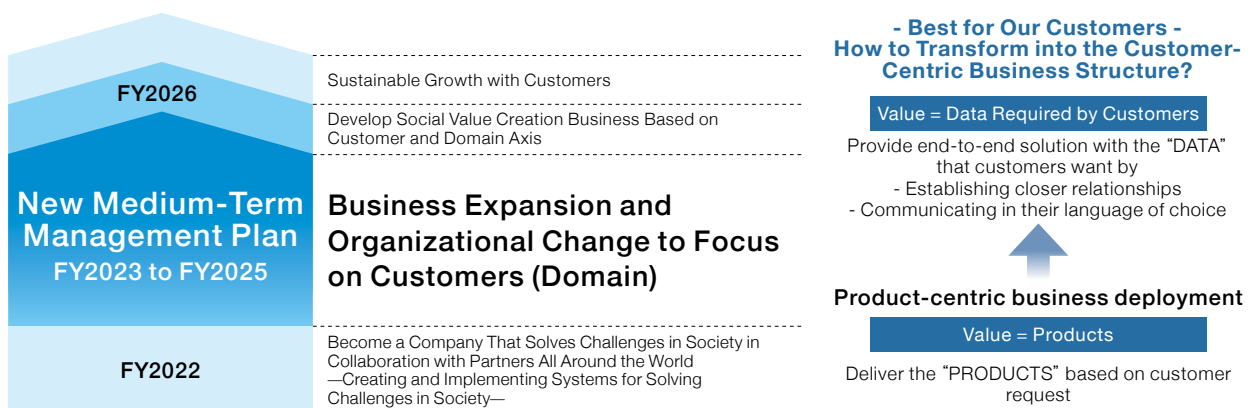 FY2026
New Medium-Term
Management Plan
FY2023 to FY2025
FY2022
Sustainable Growth with Customers
Develop Social Value Creation Business Based on
Customer and Domain Axis
Business Expansion and
Organizational Change to Focus
on Customers (Domain)
Become a Company That Solves Challenges in Society in
Collaboration with Partners All Around the World
—Creating and Implementing Systems for Solving
Challenges in Society—
- Best for Our Customers -
How to Transform into the Customer-
Centric Business Structure?
Value = Data Required by Customers
Provide end-to-end solution with the “DATA”
that customers want by
- Establishing closer relationships
- Communicating in their language of choice
Product-centric business deployment
Value = Products
Deliver the “PRODUCTS” based on customer
request